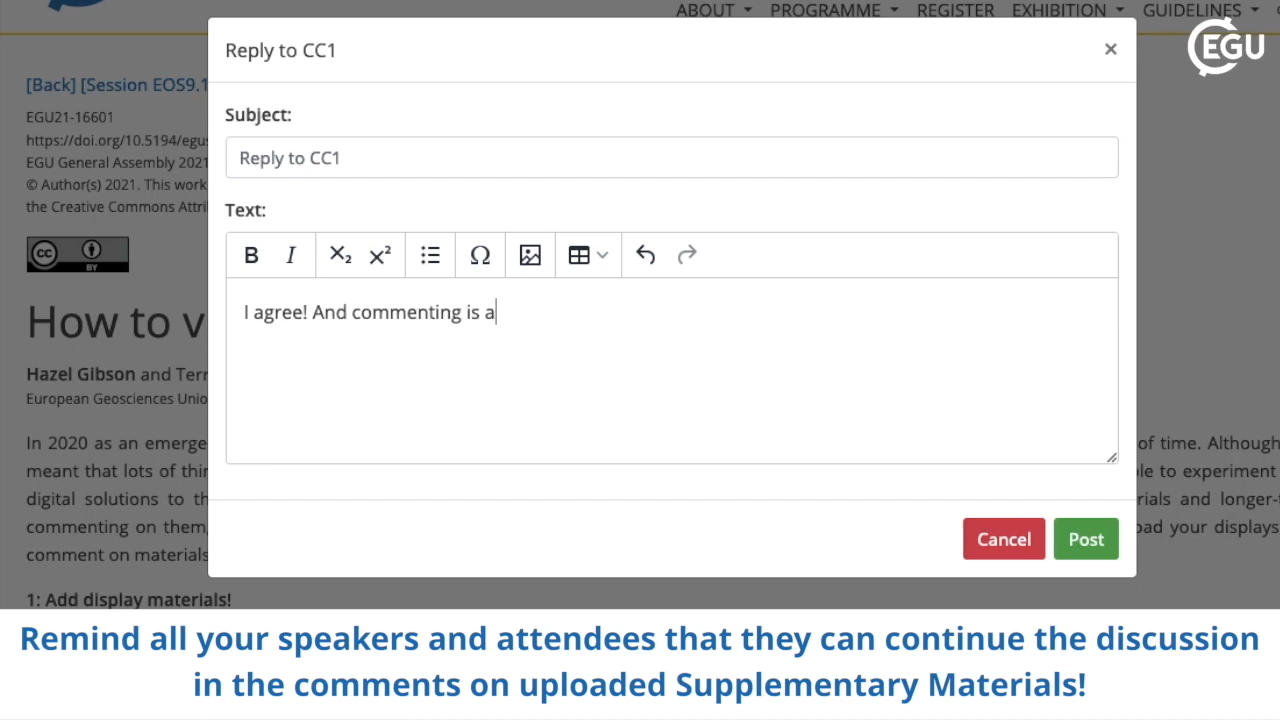 ABOUT PROGRAMME REGISTER EXHIBITION GUIDELINES
EGU
Reply to CC1 ×
[Back] [Session EOS9.1
Subject:
EGU21-16601
https://doi.org/10.5194/egus
Reply to CC1
EGU General Assembly 2021
© Author(s) 2021. This work
the Creative Commons Attri
Text:
cc BY
B I X₂ X² Ω
I agree! And commenting is a
How to v
Hazel Gibson and Terr
European Geosciences Unio
In 2020 as an emerge of time. Although
meant that lots of thin le to experiment
digital solutions to th rials and longer-t
commenting on them, oad your displays
comment on materials
Cancel Post
1: Add display materials!
Remind all your speakers and attendees that they can continue the discussion
in the comments on uploaded Supplementary Materials!